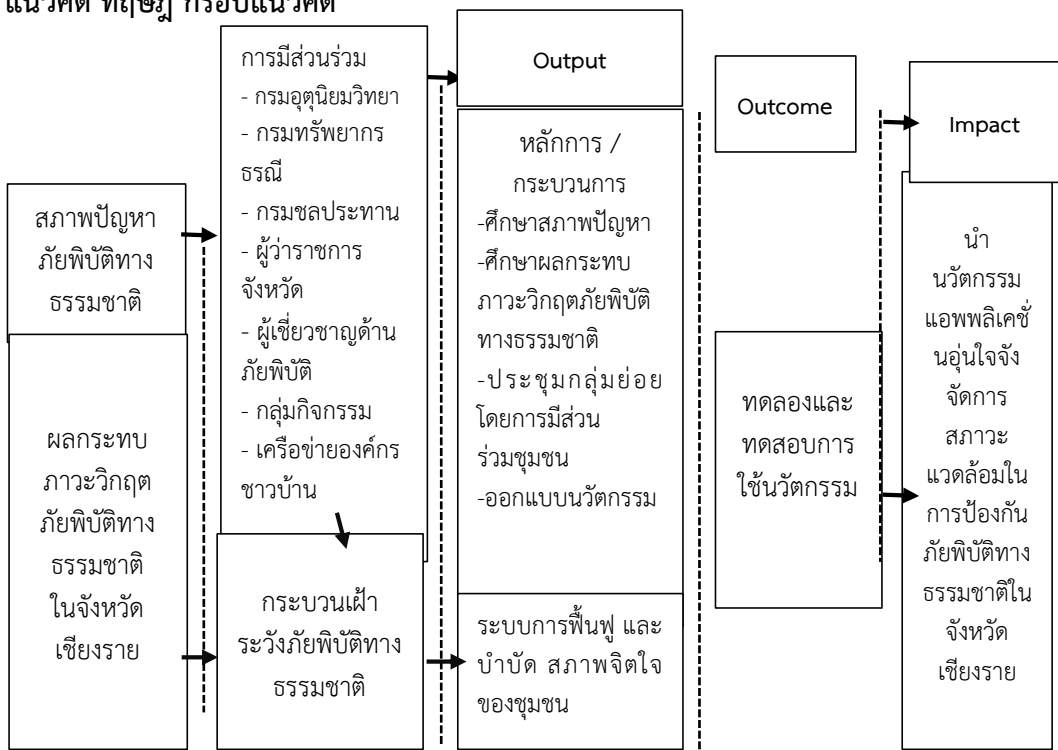 แนวคิด ทฤษฎี กรอบแนวคิด
สภาพปัญหา
ภัยพิบัติทาง
ธรรมชาติ
ผลกระทบ
ภาวะวิกฤต
ภัยพิบัติทาง
ธรรมชาติ
ในจังหวัด
เชียงราย
การมีส่วนร่วม
- กรมอุตุนิยมวิทยา
- กรมทรัพยากร
ธรณี
- กรมชลประทาน
- ผู้ว่าราชการ
จังหวัด
- ผู้เชี่ยวชาญด้าน
ภัยพิบัติ
- กลุ่มกิจกรรม
- เครือข่ายองค์กร
ชาวบ้าน
กระบวนเฝ้า
ระวังภัยพิบัติทาง
ธรรมชาติ
Output
หลักการ /
กระบวนการ
-ศึกษาสภาพปัญหา
-ศึกษาผลกระทบ
ภาวะวิกฤตภัยพิบัติ
ทางธรรมชาติ
-ประชุมกลุ่มย่อย
โดยการมีส่วน
ร่วมชุมชน
-ออกแบบนวัตกรรม
ระบบการฟื้นฟู และ
บำบัด สภาพจิตใจ
ของชุมชน
Outcome
ทดลองและ
ทดสอบการ
ใช้นวัตกรรม
Impact
นำ
นวัตกรรม
แอพพลิเคชั่
นอุ่นใจจัง
จัดการ
สภาวะ
แวดล้อมใน
การป้องกัน
ภัยพิบัติทาง
ธรรมชาติใน
จังหวัด
เชียงราย